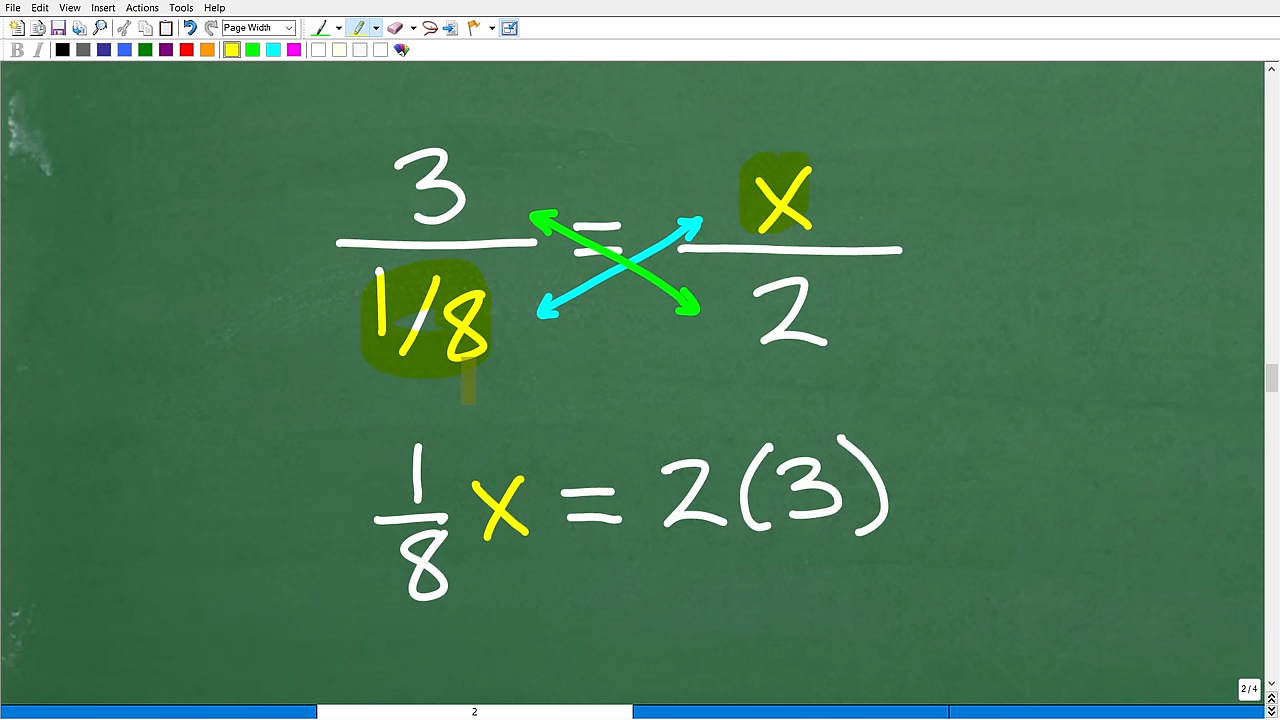 File Edit View Insert Actions Tools Help
Page Width
B I
3 = x
1/8 2
1/8 x = 2(3)
2/4
2